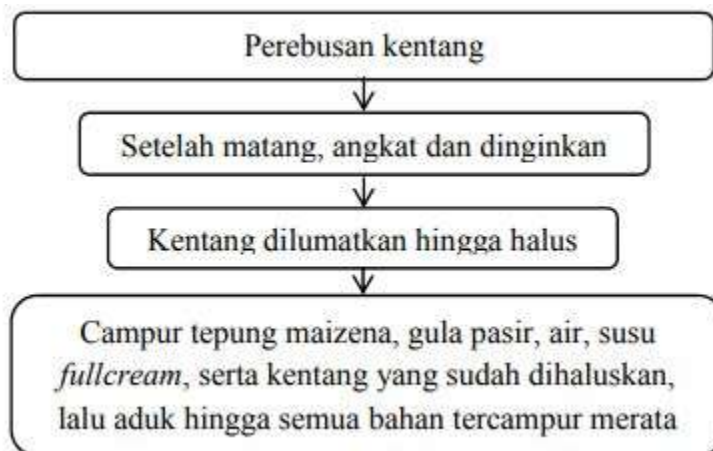 Perebusan kentang
Setelah matang, angkat dan dinginkan
Kentang dilumatkan hingga halus
Campur tepung maizena, gula pasir, air, susu
fullcream, serta kentang yang sudah dihaluskan,
lalu aduk hingga semua bahan tercampur merata